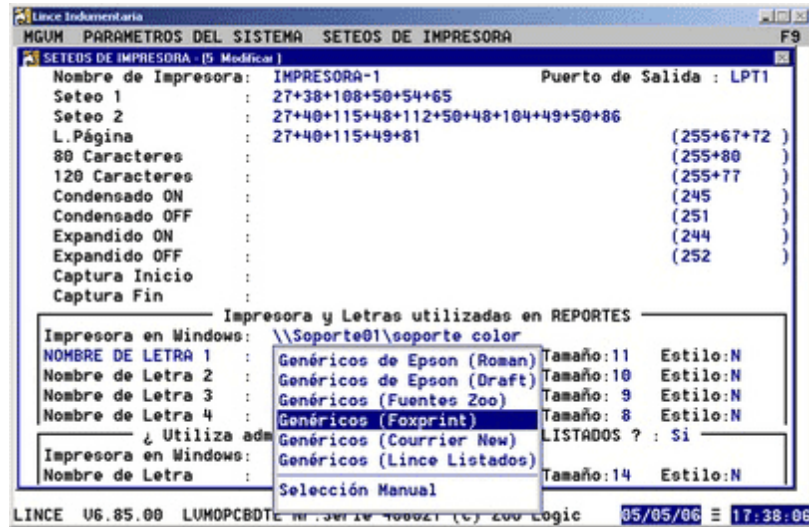 Lince Indumentaria
MGVM PARAMETROS DEL SISTEMA SETEOS DE IMPRESORA F9
SETEOS DE IMPRESORA - (5 Modificar )
Nombre de Impresora: IMPRESORA-1 Puerto de Salida : LPT1
Seteo 1 : 27+38+108+50+54+65
Seteo 2 : 27+40+115+48+112+50+48+104+49+50+86
L.Página : 27+40+115+49+81 (255+67+72 )
80 Caracteres : (255+80 )
120 Caracteres : (255+77 )
Condensado ON : (245 )
Condensado OFF : (251 )
Expandido ON : (244 )
Expandido OFF : (252 )
Captura Inicio :
Captura Fin :
Impresora y Letras utilizadas en REPORTES
Impresora en Windows: \\Soporte01\soporte color
NOMBRE DE LETRA 1 : Genéricos de Epson (Roman) Tamaño:11 Estilo:N
Nombre de Letra 2 : Genéricos de Epson (Draft) Tamaño:10 Estilo:N
Nombre de Letra 3 : Genéricos (Fuentes Zoo) Tamaño: 9 Estilo:N
Nombre de Letra 4 : Genéricos (Foxprint) Tamaño: 8 Estilo:N
¿ Utiliza adm Genéricos (Courrier New) LISTADOS ? : Si
Impresora en Windows: Genéricos (Lince Listados)
Nombre de Letra : Tamaño:14 Estilo:N
Selección Manual
LINCE V6.85.00 (C) Zoo Logic 05/05/06 17:38:06